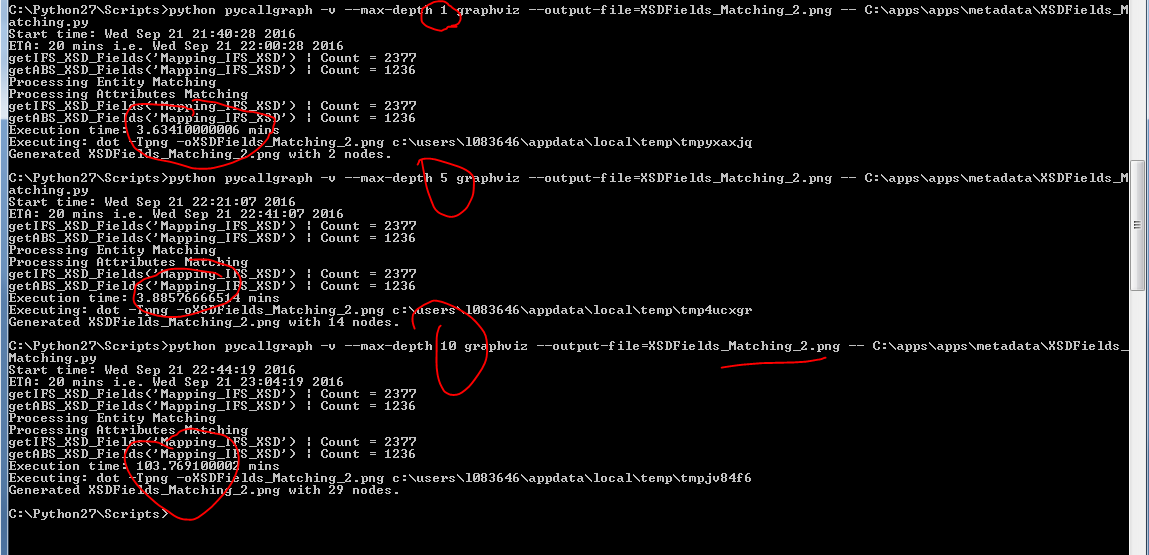 C:\Python27\Scripts>python pycallgraph -v --max-depth 1 graphviz --output-file=XSDFields_Matching_2.png -- C:\apps\apps\metadata\XSDFields_M
atching.py
Start time: Wed Sep 21 21:40:28 2016
ETA: 20 mins i.e. Wed Sep 21 22:00:28 2016
getIFS_XSD_Fields('Mapping_IFS_XSD') | Count = 2377
getABS_XSD_Fields('Mapping_IFS_XSD') | Count = 1236
Processing Entity Matching
Processing Attributes Matching
getIFS_XSD_Fields('Mapping_IFS_XSD') | Count = 2377
getABS_XSD_Fields('Mapping_IFS_XSD') | Count = 1236
Execution time: 3.63410000006 mins
Executing: dot -Tpng -oXSDFields_Matching_2.png c:\users\l083646\appdata\local\temp\tmpyxaxjq
Generated XSDFields_Matching_2.png with 2 nodes.
C:\Python27\Scripts>python pycallgraph -v --max-depth 5 graphviz --output-file=XSDFields_Matching_2.png -- C:\apps\apps\metadata\XSDFields_M
atching.py
Start time: Wed Sep 21 22:21:07 2016
ETA: 20 mins i.e. Wed Sep 21 22:41:07 2016
getIFS_XSD_Fields('Mapping_IFS_XSD') | Count = 2377
getABS_XSD_Fields('Mapping_IFS_XSD') | Count = 1236
Processing Entity Matching
Processing Attributes Matching
getIFS_XSD_Fields('Mapping_IFS_XSD') | Count = 2377
getABS_XSD_Fields('Mapping_IFS_XSD') | Count = 1236
Execution time: 3.88576666514 mins
Executing: dot -Tpng -oXSDFields_Matching_2.png c:\users\l083646\appdata\local\temp\tmp4ucxgr
Generated XSDFields_Matching_2.png with 14 nodes.
C:\Python27\Scripts>python pycallgraph -v --max-depth 10 graphviz --output-file=XSDFields_Matching_2.png -- C:\apps\apps\metadata\XSDFields_
Matching.py
Start time: Wed Sep 21 22:44:19 2016
ETA: 20 mins i.e. Wed Sep 21 23:04:19 2016
getIFS_XSD_Fields('Mapping_IFS_XSD') | Count = 2377
getABS_XSD_Fields('Mapping_IFS_XSD') | Count = 1236
Processing Entity Matching
Processing Attributes Matching
getIFS_XSD_Fields('Mapping_IFS_XSD') | Count = 2377
getABS_XSD_Fields('Mapping_IFS_XSD') | Count = 1236
Execution time: 103.769100002 mins
Executing: dot -Tpng -oXSDFields_Matching_2.png c:\users\l083646\appdata\local\temp\tmpjv84f6
Generated XSDFields_Matching_2.png with 29 nodes.
C:\Python27\Scripts>